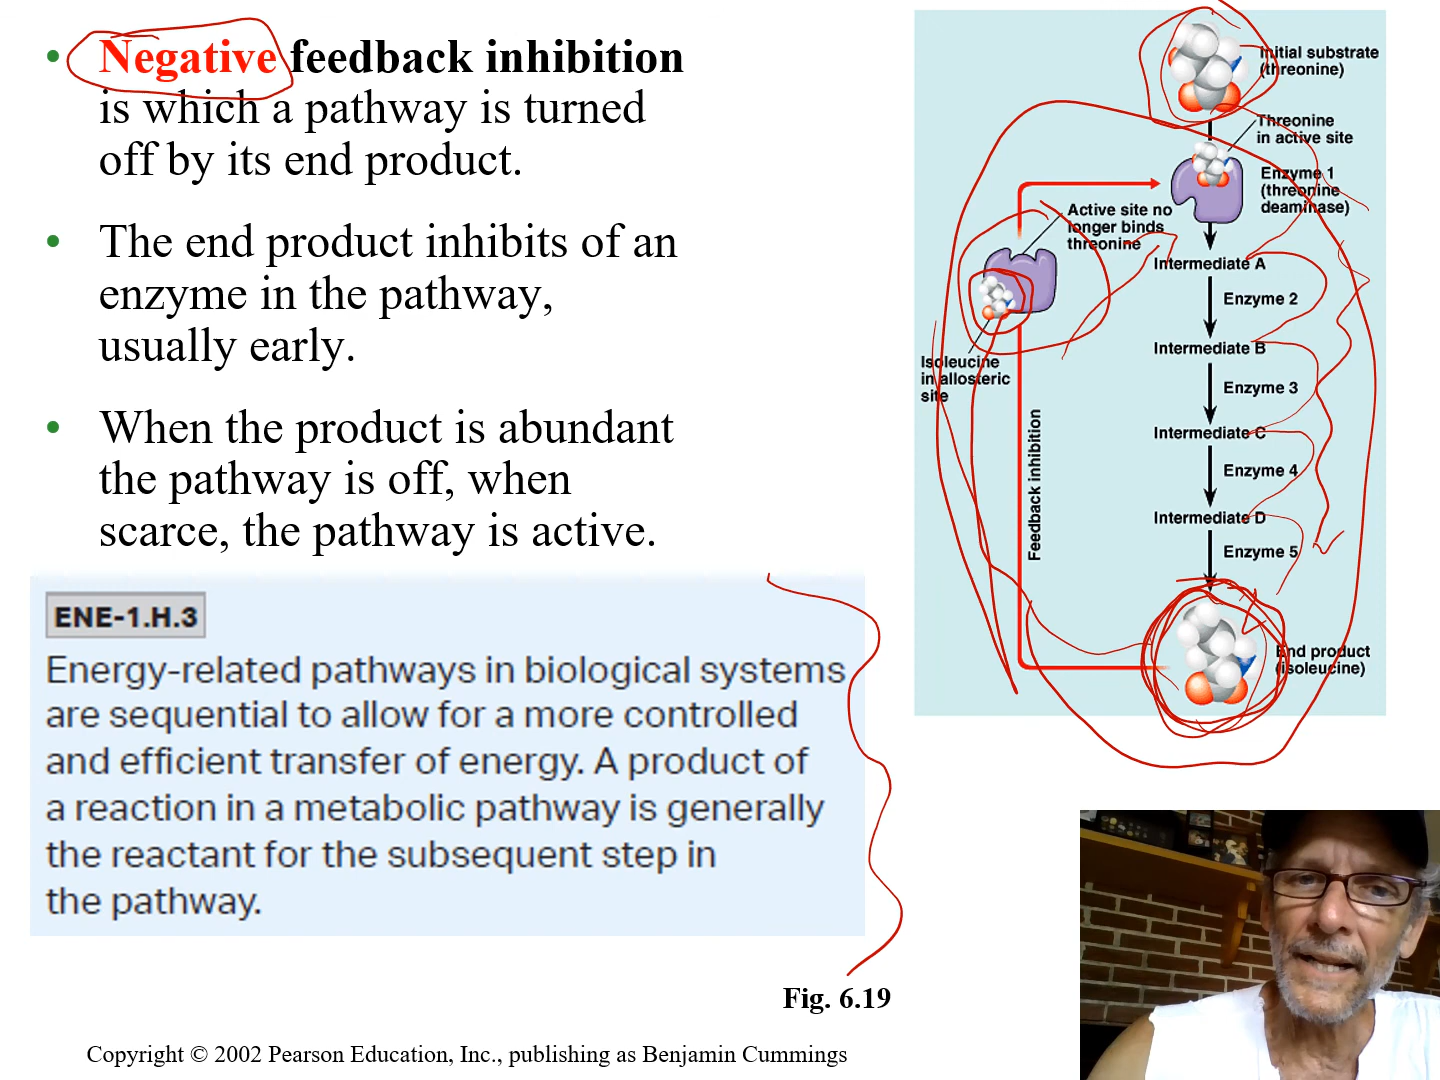 • Negative feedback inhibition
is which a pathway is turned
off by its end product.
• The end product inhibits of an
enzyme in the pathway,
usually early.
• When the product is abundant
the pathway is off, when
scarce, the pathway is active.
ENE-1.H.3
Energy-related pathways in biological systems
are sequential to allow for a more controlled
and efficient transfer of energy. A product of
a reaction in a metabolic pathway is generally
the reactant for the subsequent step in
the pathway.
Initial substrate
(threonine)
Threonine
in active site
Enzyme 1
(threonine
deaminase)
Active site no
longer binds
threonine
Intermediate A
Enzyme 2
Intermediate B
Isoleucine
in allosteric
site
Enzyme 3
Intermediate C
Feedback inhibition
Enzyme 4
Intermediate D
Enzyme 5
End product
(isoleucine)
Fig. 6.19
Copyright © 2002 Pearson Education, Inc., publishing as Benjamin Cummings